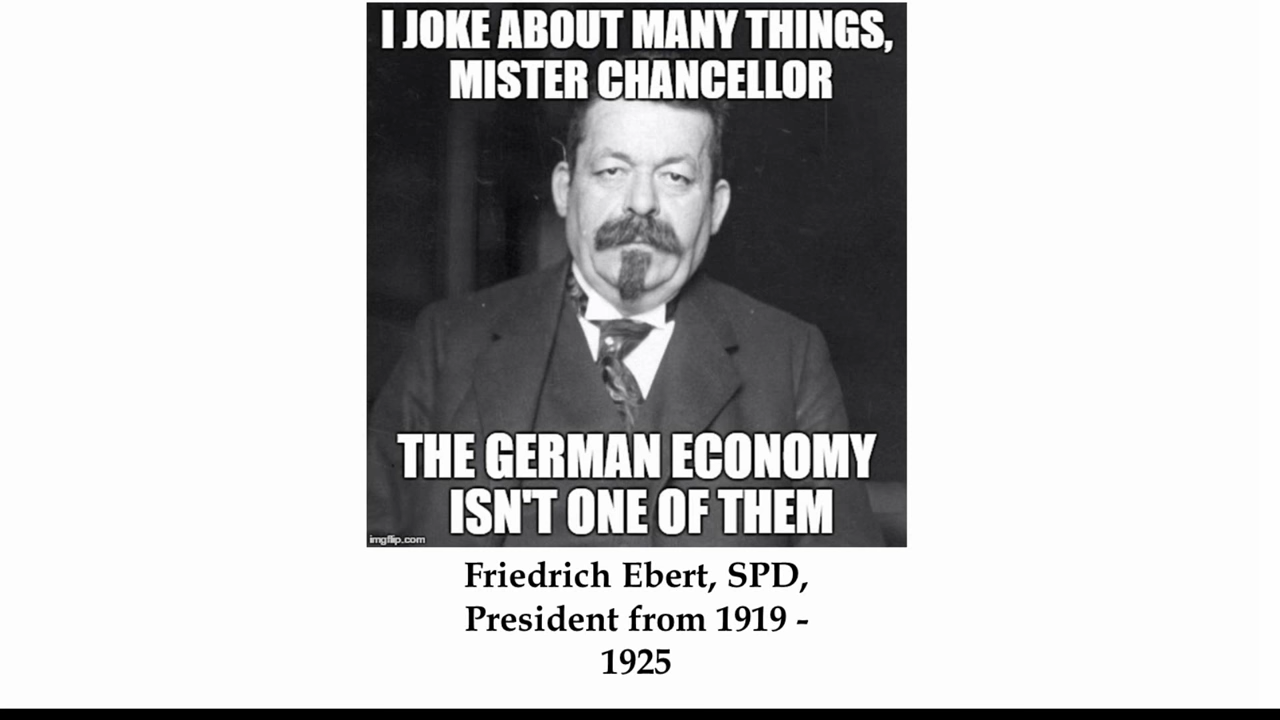 I JOKE ABOUT MANY THINGS,
MISTER CHANCELLOR
THE GERMAN ECONOMY
ISN'T ONE OF THEM
imgflip.com
Friedrich Ebert, SPD,
President from 1919 -
1925